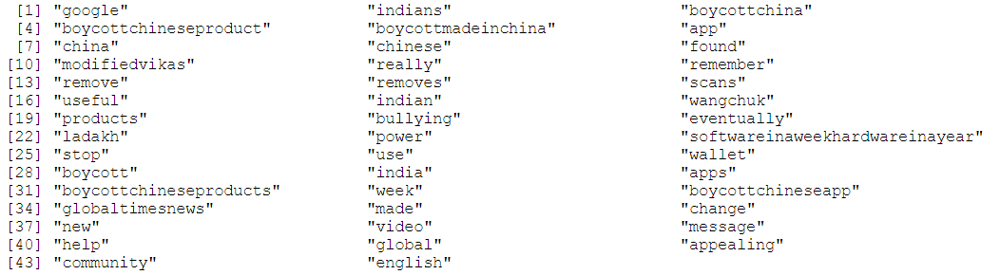 [1] "google" "indians" "boycottchina"
[4] "boycottchineseproduct" "boycottmadeinchina" "app"
[7] "china" "chinese" "found"
[10] "modifiedvikas" "really" "remember"
[13] "remove" "removes" "scans"
[16] "useful" "indian" "wangchuk"
[19] "products" "bullying" "eventually"
[22] "ladakh" "power" "softwareinaweekhardwareinayear"
[25] "stop" "use" "wallet"
[28] "boycott" "india" "apps"
[31] "boycottchineseproducts" "week" "boycottchineseapp"
[34] "globaltimesnews" "made" "change"
[37] "new" "video" "message"
[40] "help" "global" "appealing"
[43] "community" "english"